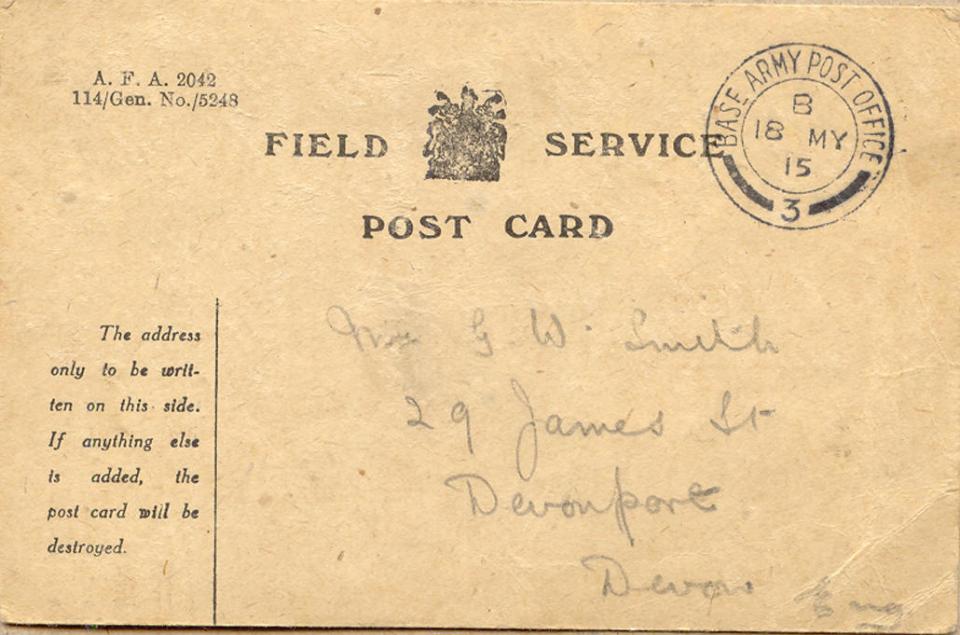 A. F. A. 2042
114/Gen. No./5248
FIELD SERVICE
POST CARD
BASE ARMY POST OFFICE
B
18 MY
15
3
The address
only to be writ-
ten on this side.
If anything else
is added, the
post card will be
destroyed.
G W Smith
29 James St
Devonport
Devon Eng